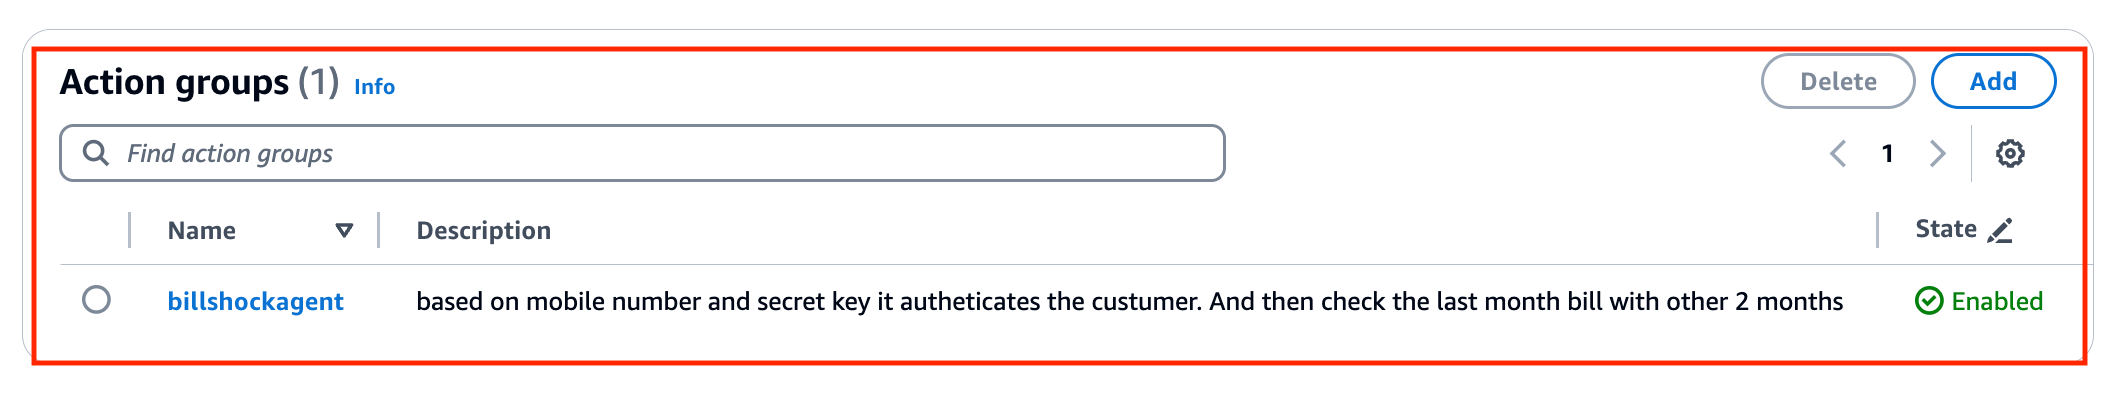 Action groups (1) Info
Delete
Add
Find action groups
1
Name
Description
State
billshockagent
based on mobile number and secret key it autheticates the custumer. And then check the last month bill with other 2 months
Enabled